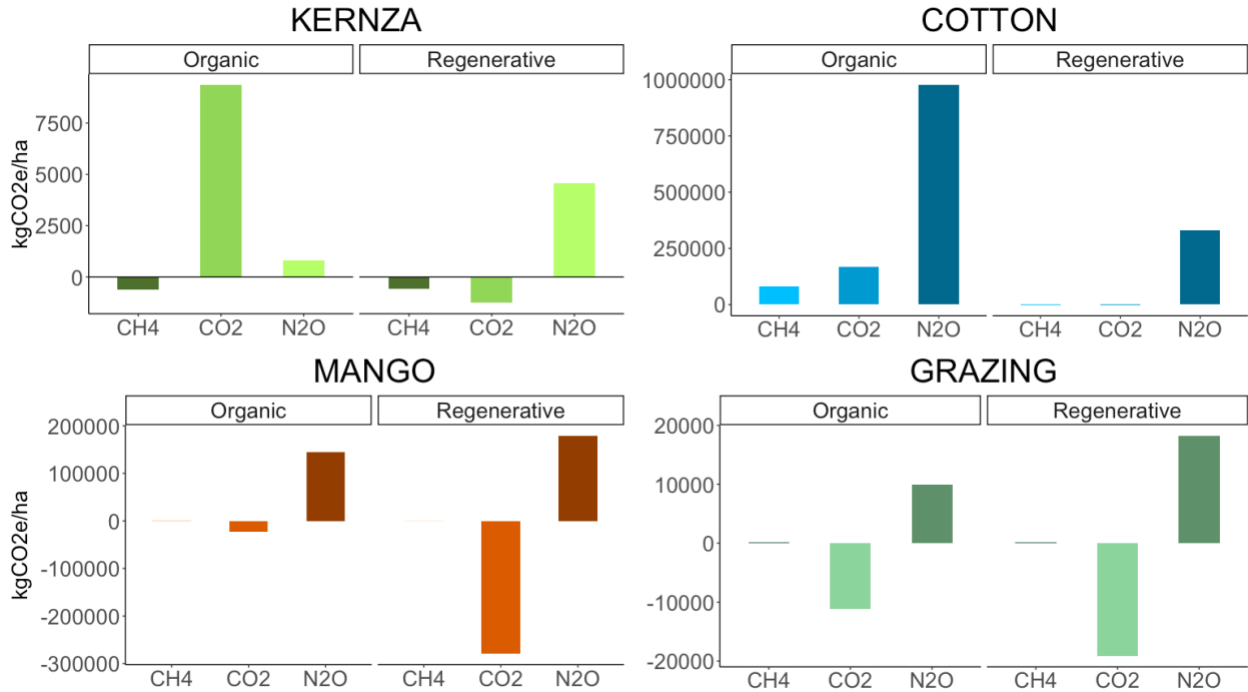 KERNZA
Organic Regenerative
kgCO2e/ha
7500
5000
2500
0
CH4 CO2 N2O CH4 CO2 N2O
COTTON
Organic Regenerative
1000000
750000
500000
250000
0
CH4 CO2 N2O CH4 CO2 N2O
MANGO
Organic Regenerative
kgCO2e/ha
200000
100000
0
-100000
-200000
-300000
CH4 CO2 N2O CH4 CO2 N2O
GRAZING
Organic Regenerative
20000
10000
0
-10000
-20000
CH4 CO2 N2O CH4 CO2 N2O